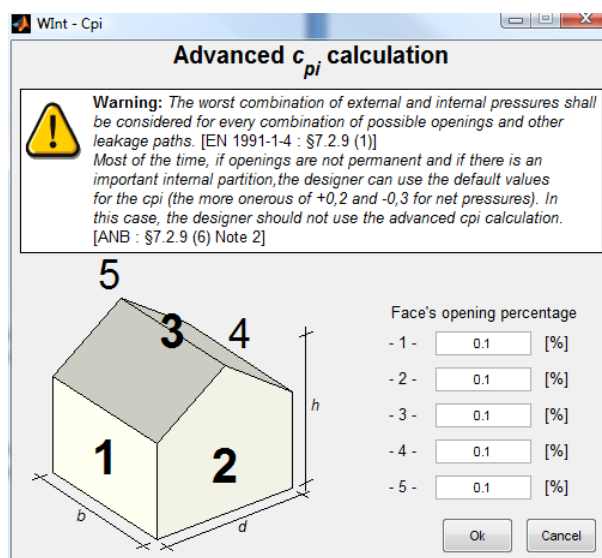 WInt - Cpi
Advanced cpi calculation
Warning: The worst combination of external and internal pressures shall
be considered for every combination of possible openings and other
leakage paths. [EN 1991-1-4 : §7.2.9 (1)]
Most of the time, if openings are not permanent and if there is an
important internal partition,the designer can use the default values
for the cpi (the more onerous of +0,2 and -0,3 for net pressures). In
this case, the designer should not use the advanced cpi calculation.
[ANB : §7.2.9 (6) Note 2]
5
3
4
1
2
h
b
d
Face's opening percentage
- 1 - 0.1 [%]
- 2 - 0.1 [%]
- 3 - 0.1 [%]
- 4 - 0.1 [%]
- 5 - 0.1 [%]
Ok Cancel